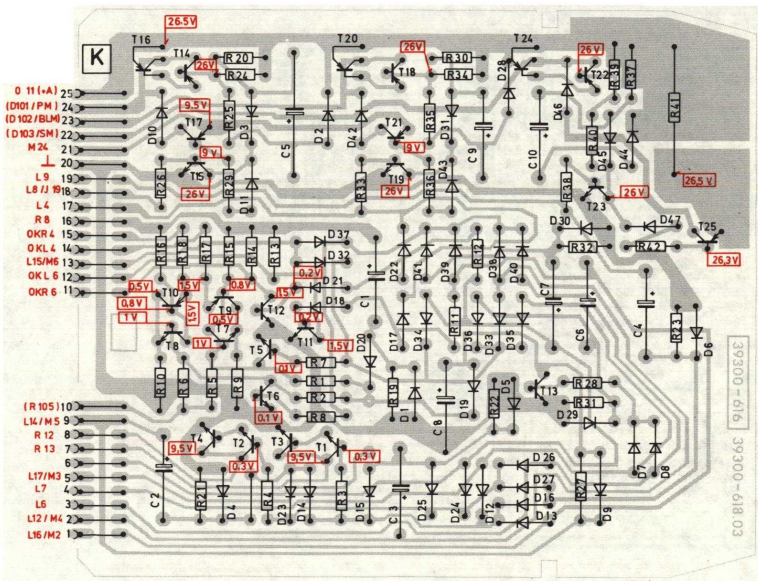 26.5V
T16
T20
T24
K
T14
26V
R20
R24
26V
T18
R30
R34
D28
26V
T22
R39
R37
D46
R41
O 11(+A) 25
(D101/PM) 24
(D102/BLM) 23
(D103/SM) 22
M24 21
⊥ 20
L9 19
L8/J19 18
L4 17
R8 16
OKR4 15
OKL4 14
L15/M6 13
OKL6 12
OKR6 11
D10
9.5V
T17
R25
D3
C5
D2
D42
T21
R35
D31
C9
C10
R40
D45
D44
9V
9V
R26
T15
26V
R29
D11
R33
T19
26V
R36
D43
R38
T23
26V
26,5V
D30
R32
D47
R42
T25
26,3V
R16
R18
R17
R15
R14
R13
D37
D32
0.2V
D21
D18
C1
D22
D41
D39
R12
D38
D40
C7
C6
C4
0.5V
1.5V
0.8V
1.5V
T10
T9
T12
0.8V
1V
1.5V
0.5V
0.2V
T8
T7
1V
T5
T11
1.5V
0.1V
D20
D17
D34
R11
D36
D33
D35
R23
D6
R10
R6
R5
R9
R7
R1
R2
R8
T6
0.1V
R19
D1
C8
D19
R22
D5
T13
R28
R31
D29
(R105) 10
L14/M5 9
R12 8
R13 7
6
L17/M3 5
L7 4
L6 3
L12/M4 2
L16/M2 1
T4
T2
T3
T1
9,5V
0.3V
9,5V
0,3V
C2
R2
D4
R4
D23
D14
R3
D15
C13
D25
D24
D12
D26
D27
D16
D13
R27
D9
D7
D8
39300-616
39300-618 03